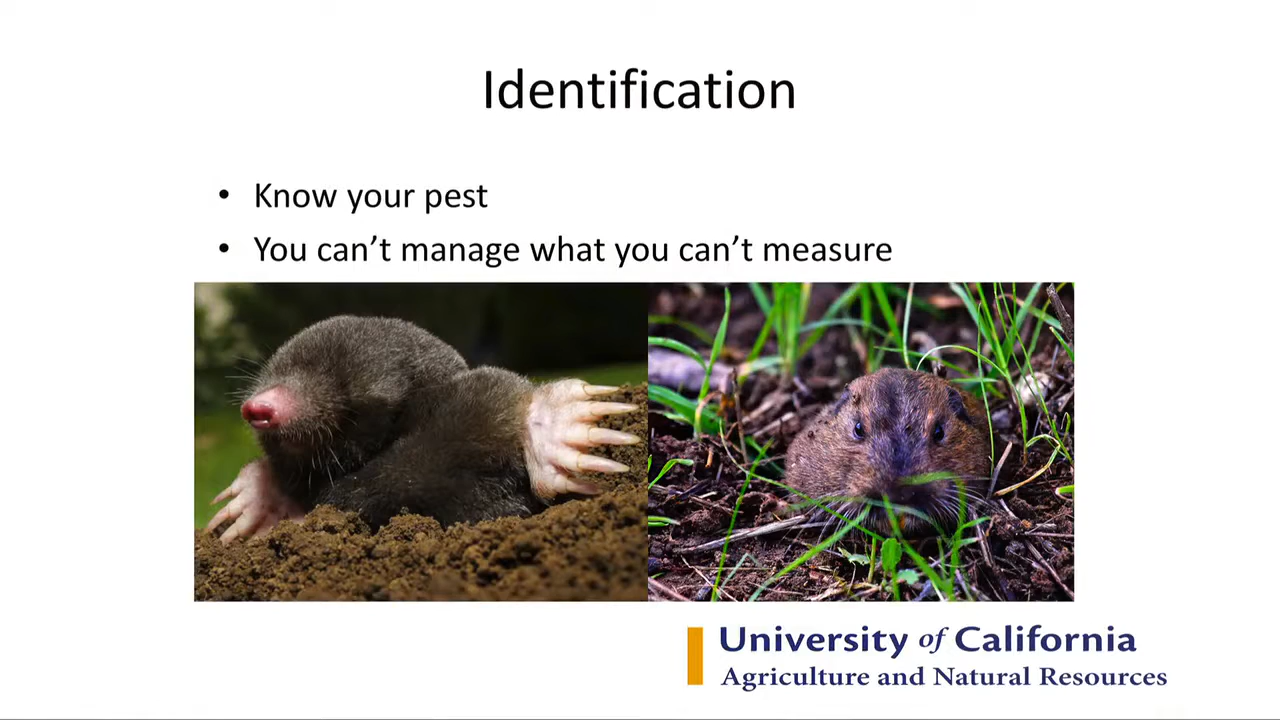 Identification
• Know your pest
• You can’t manage what you can’t measure
University of California
Agriculture and Natural Resources